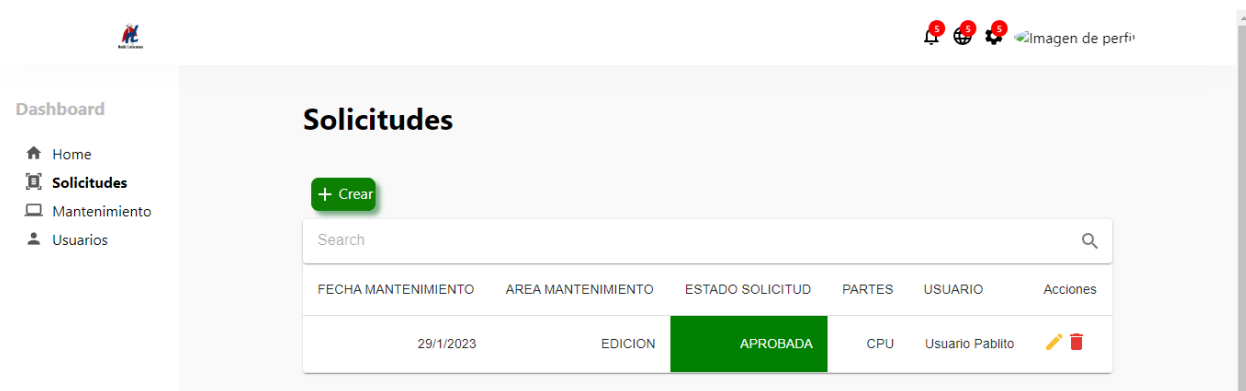 5 5 5 Imagen de perfi
Dashboard
Home
Solicitudes
Mantenimiento
Usuarios
Solicitudes
+ Crear
Search
FECHA MANTENIMIENTO AREA MANTENIMIENTO ESTADO SOLICITUD PARTES USUARIO Acciones
29/1/2023 EDICION APROBADA CPU Usuario Pablito